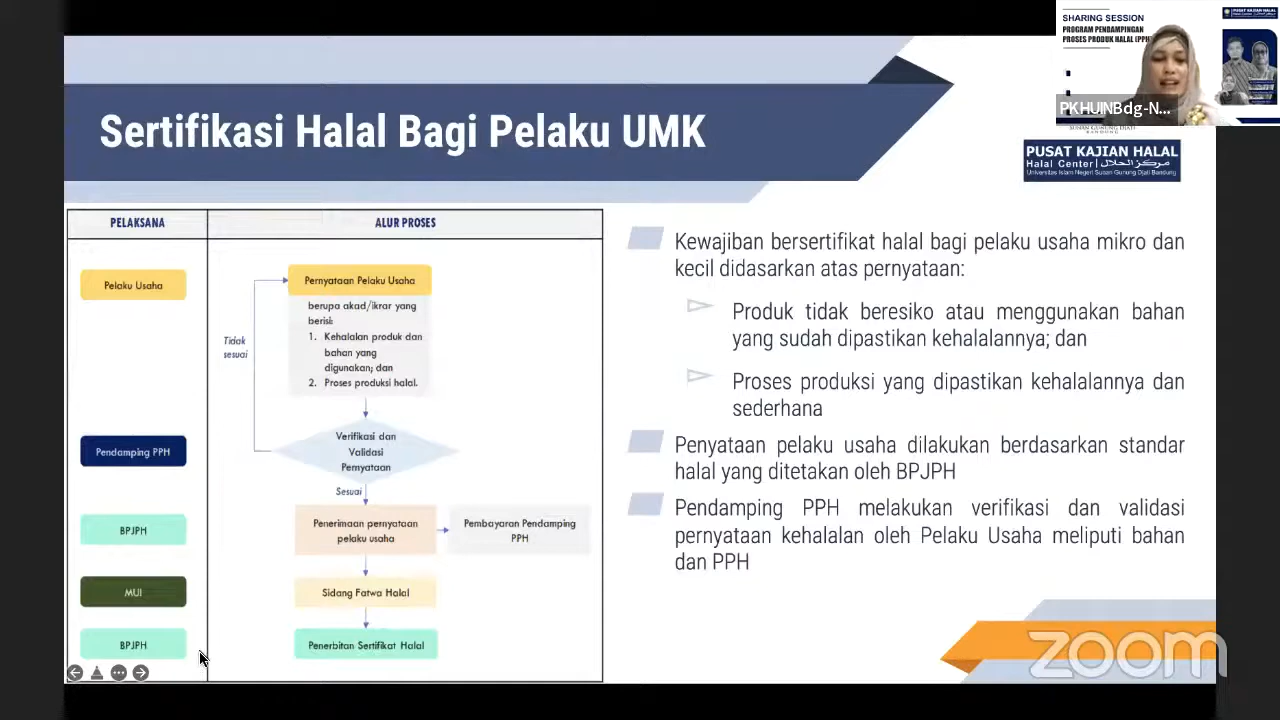 SHARING SESSION
PROGRAM PENDAMPINGAN
PROSES PRODUK HALAL (PPH)
PUSAT KAJIAN HALAL
PKHUINBdg-N...
SUNAN GUNUNG DJATI
BANDUNG
PUSAT KAJIAN HALAL
Halal Center | مركز الحلال
Universitas Islam Negeri Sunan Gunung Djati Bandung
Sertifikasi Halal Bagi Pelaku UMK
PELAKSANA
ALUR PROSES
Pelaku Usaha
Pernyataan Pelaku Usaha
berupa akad/ikrar yang
berisi:
1. Kehalalan produk dan
bahan yang
digunakan; dan
2. Proses produksi halal.
Tidak
sesuai
Pendamping PPH
Verifikasi dan
Validasi
Pernyataan
Sesuai
BPJPH
Penerimaan pernyataan
pelaku usaha
Pembayaran Pendamping
PPH
MUI
Sidang Fatwa Halal
BPJPH
Penerbitan Sertifikat Halal
Kewajiban bersertifikat halal bagi pelaku usaha mikro dan
kecil didasarkan atas pernyataan:
Produk tidak beresiko atau menggunakan bahan
yang sudah dipastikan kehalalannya; dan
Proses produksi yang dipastikan kehalalannya dan
sederhana
Penyataan pelaku usaha dilakukan berdasarkan standar
halal yang ditetakan oleh BPJPH
Pendamping PPH melakukan verifikasi dan validasi
pernyataan kehalalan oleh Pelaku Usaha meliputi bahan
dan PPH
zoom